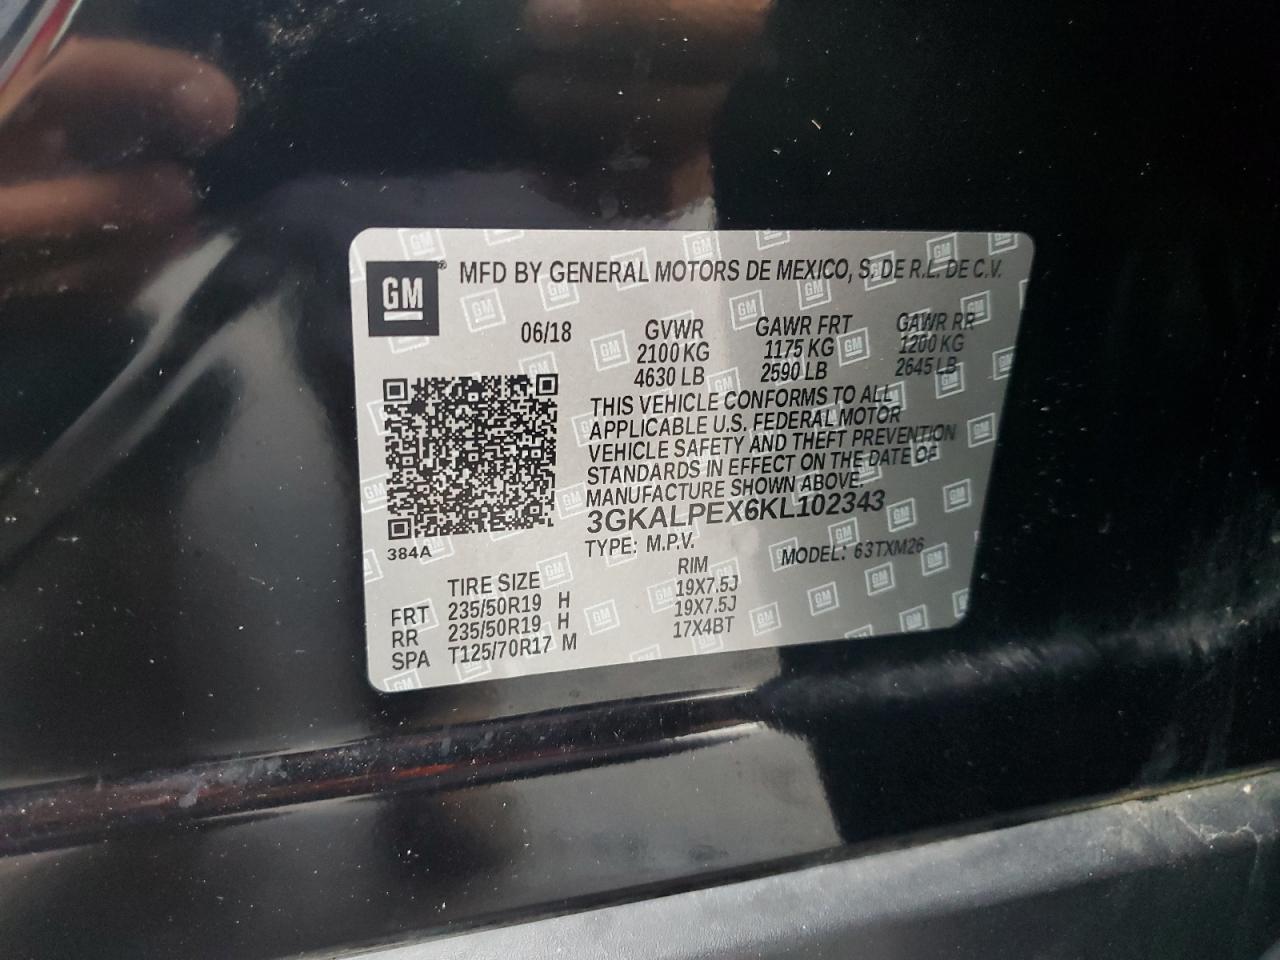 GM® MFD BY GENERAL MOTORS DE MEXICO, S. DE R.L. DE C.V.
06/18 GVWR GAWR FRT GAWR RR
2100 KG 1175 KG 1200 KG
4630 LB 2590 LB 2645 LB
THIS VEHICLE CONFORMS TO ALL
APPLICABLE U.S. FEDERAL MOTOR
VEHICLE SAFETY AND THEFT PREVENTION
STANDARDS IN EFFECT ON THE DATE OF
MANUFACTURE SHOWN ABOVE.
3GKALPEX6KL102343
384A
TYPE: M.P.V. MODEL: 63TXM26
TIRE SIZE RIM
FRT 235/50R19 H 19X7.5J
RR 235/50R19 H 19X7.5J
SPA T125/70R17 M 17X4BT